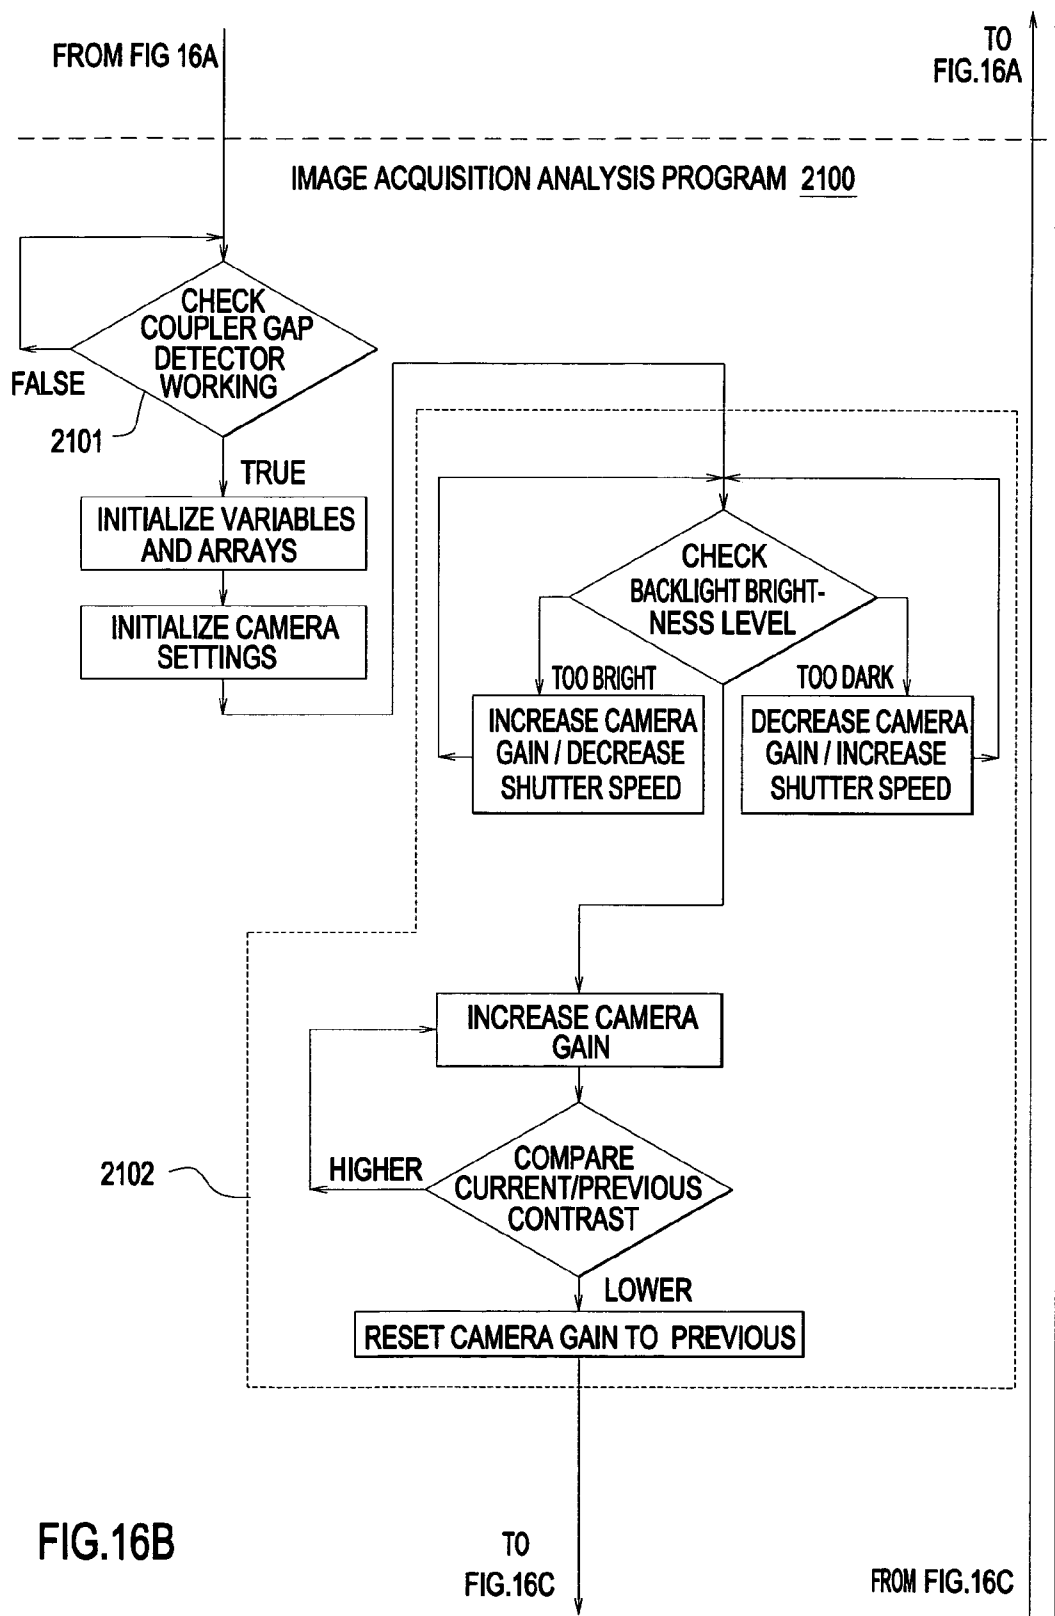 FROM FIG 16A
TO
FIG.16A
IMAGE ACQUISITION ANALYSIS PROGRAM 2100
CHECK
COUPLER GAP
DETECTOR
WORKING
FALSE
2101
TRUE
INITIALIZE VARIABLES
AND ARRAYS
INITIALIZE CAMERA
SETTINGS
CHECK
BACKLIGHT BRIGHT-
NESS LEVEL
TOO BRIGHT
TOO DARK
INCREASE CAMERA
GAIN / DECREASE
SHUTTER SPEED
DECREASE CAMERA
GAIN / INCREASE
SHUTTER SPEED
INCREASE CAMERA
GAIN
2102
HIGHER
COMPARE
CURRENT/PREVIOUS
CONTRAST
LOWER
RESET CAMERA GAIN TO PREVIOUS
FIG.16B
TO
FIG.16C
FROM FIG.16C